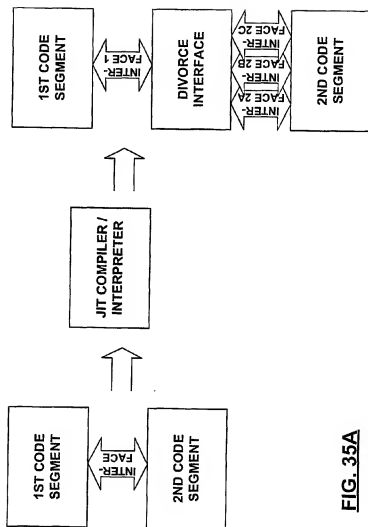 1ST CODE
SEGMENT
INTER-
FACE
2ND CODE
SEGMENT
JIT COMPILER /
INTERPRETER
1ST CODE
SEGMENT
INTER-
FACE 1
DIVORCE
INTERFACE
INTER-
FACE 2A
INTER-
FACE 2B
INTER-
FACE 2C
2ND CODE
SEGMENT
FIG. 35A